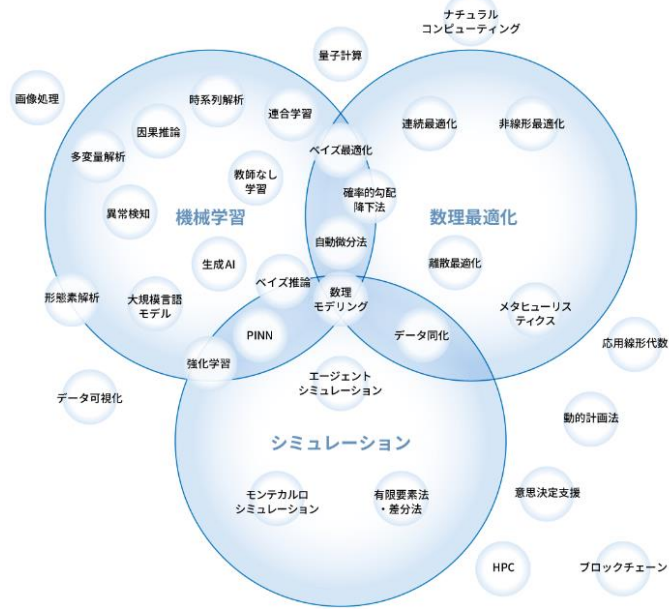 ナチュラル
コンピューティング
量子計算
画像処理
時系列解析
連合学習
因果推論
連続最適化
非線形最適化
多変量解析
ベイズ最適化
教師なし
学習
確率的勾配
降下法
異常検知
機械学習
数理最適化
自動微分法
生成AI
離散最適化
ベイズ推論
形態素解析
大規模言語
モデル
数理
モデリング
メタヒューリス
ティクス
PINN
データ同化
応用線形代数
強化学習
エージェント
シミュレーション
データ可視化
動的計画法
シミュレーション
モンテカルロ
シミュレーション
有限要素法
・差分法
意思決定支援
HPC
ブロックチェーン